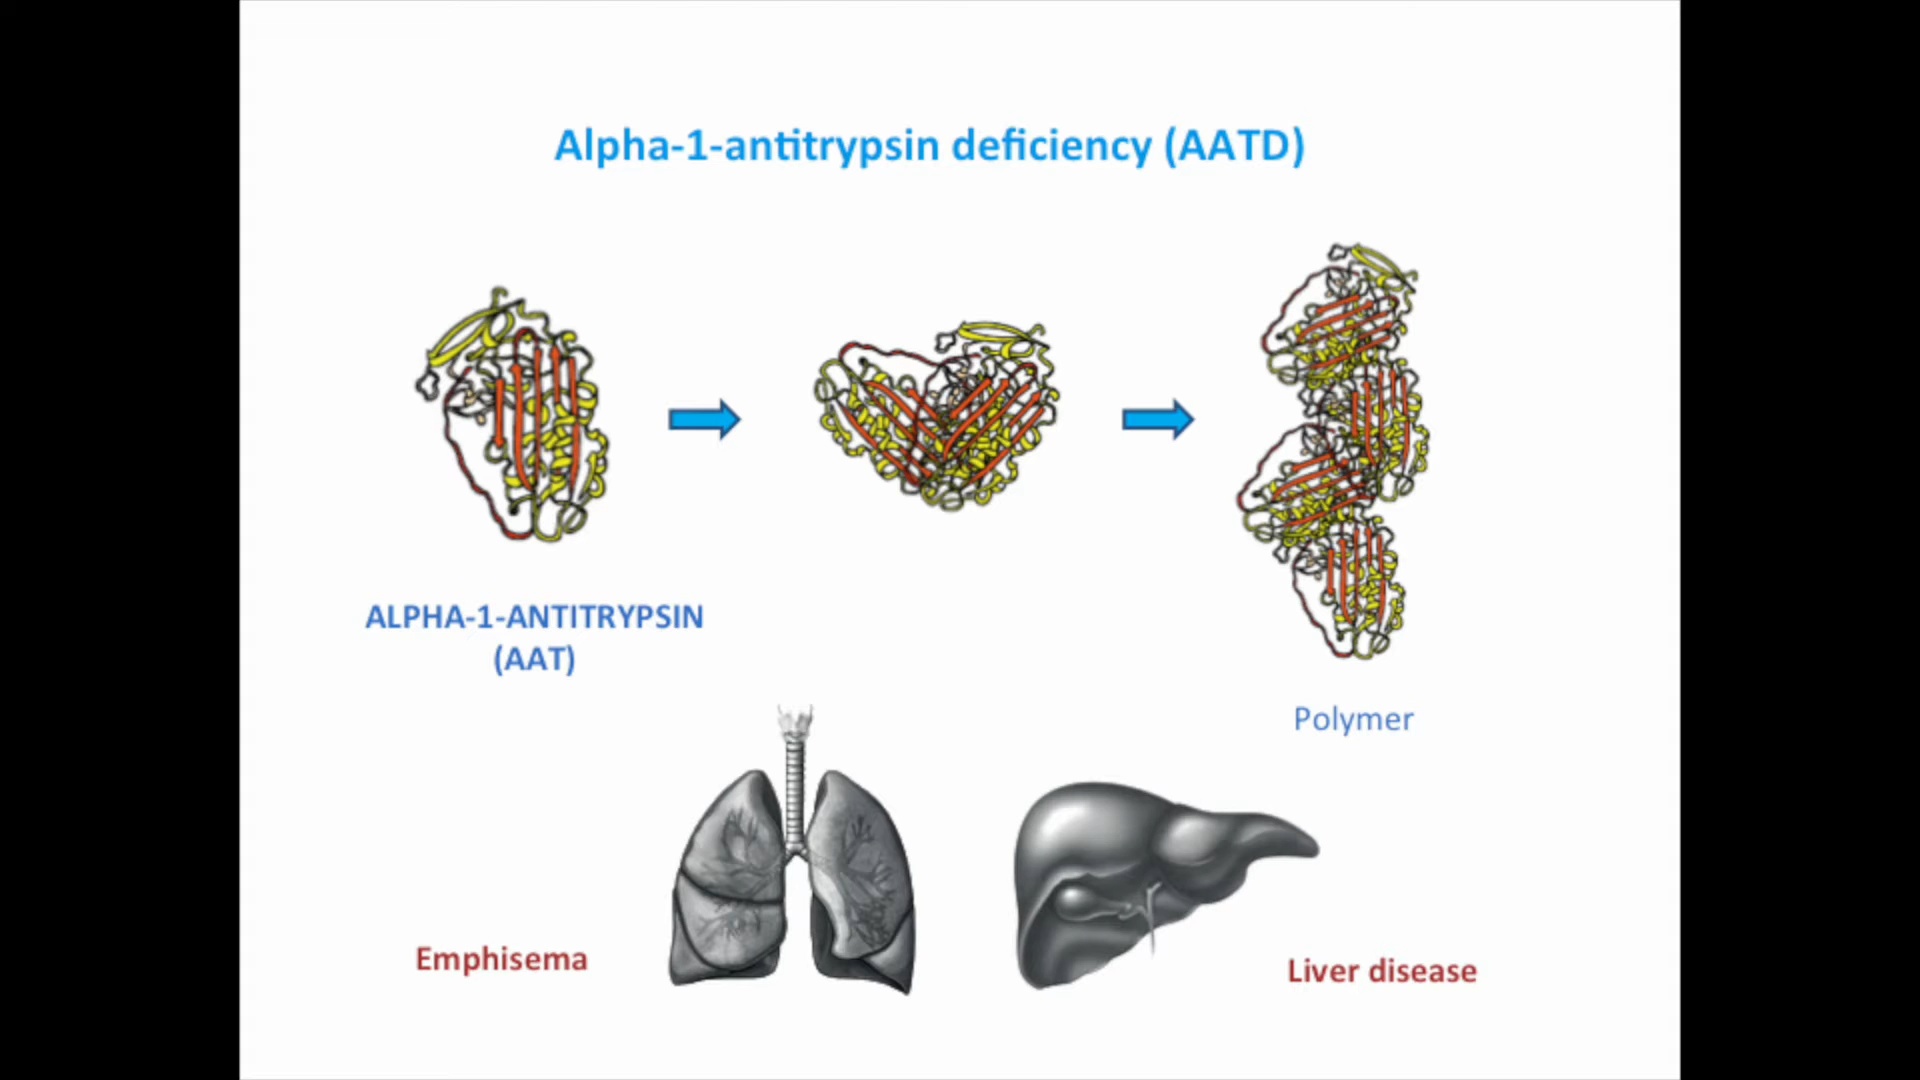 Alpha-1-antitrypsin deficiency (AATD)
ALPHA-1-ANTITRYPSIN
(AAT)
Polymer
Emphisema
Liver disease